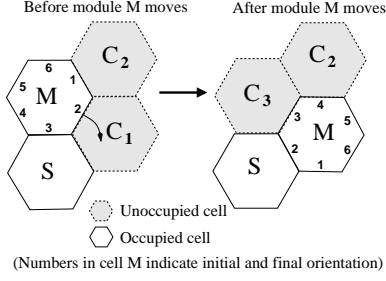 Before module M moves
After module M moves
C2
6
1
5
M
4
2
3
C1
S
C2
C3
4
3
5
M
2
6
1
S
Unoccupied cell
Occupied cell
(Numbers in cell M indicate initial and final orientation)